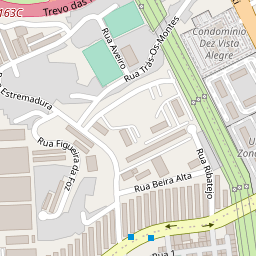 163C
Trevo das
Rua Aveiro
Rua Trás-Os-Montes
Condomínio
Dez Vista
Alegre
Estremadura
Rua Figueira da Foz
Rua Ribatejo
Rua Beira Alta
Rua 1